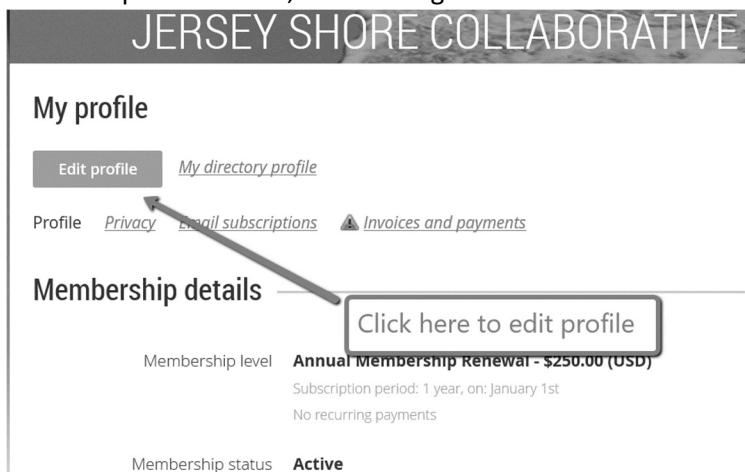 JERSEY SHORE COLLABORATIVE
My profile
Edit profile My directory profile
Profile Privacy Email subscriptions Invoices and payments
Membership details
Click here to edit profile
Membership level Annual Membership Renewal - $250.00 (USD)
Subscription period: 1 year, on: January 1st
No recurring payments
Membership status Active